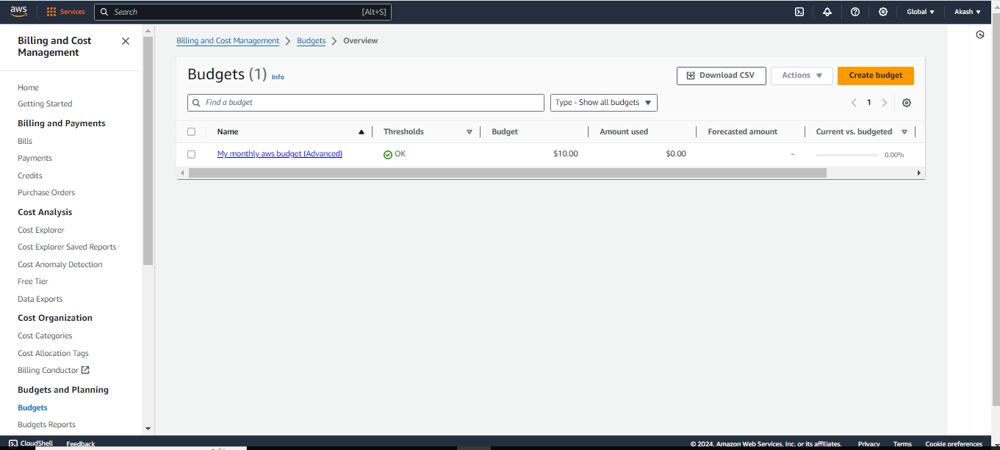 aws
Services
Search
[Alt+S]
Global
Akash
Billing and Cost Management
Home
Getting Started
Billing and Payments
Bills
Payments
Credits
Purchase Orders
Cost Analysis
Cost Explorer
Cost Explorer Saved Reports
Cost Anomaly Detection
Free Tier
Data Exports
Cost Organization
Cost Categories
Cost Allocation Tags
Billing Conductor
Budgets and Planning
Budgets
Budgets Reports
Billing and Cost Management > Budgets > Overview
Budgets (1) Info
Download CSV
Actions
Create budget
Find a budget
Type - Show all budgets
1
Name Thresholds Budget Amount used Forecasted amount Current vs. budgeted
My monthly aws budget (Advanced) OK $10.00 $0.00 - 0.00%
CloudShell Feedback © 2024, Amazon Web Services, Inc. or its affiliates. Privacy Terms Cookie preferences